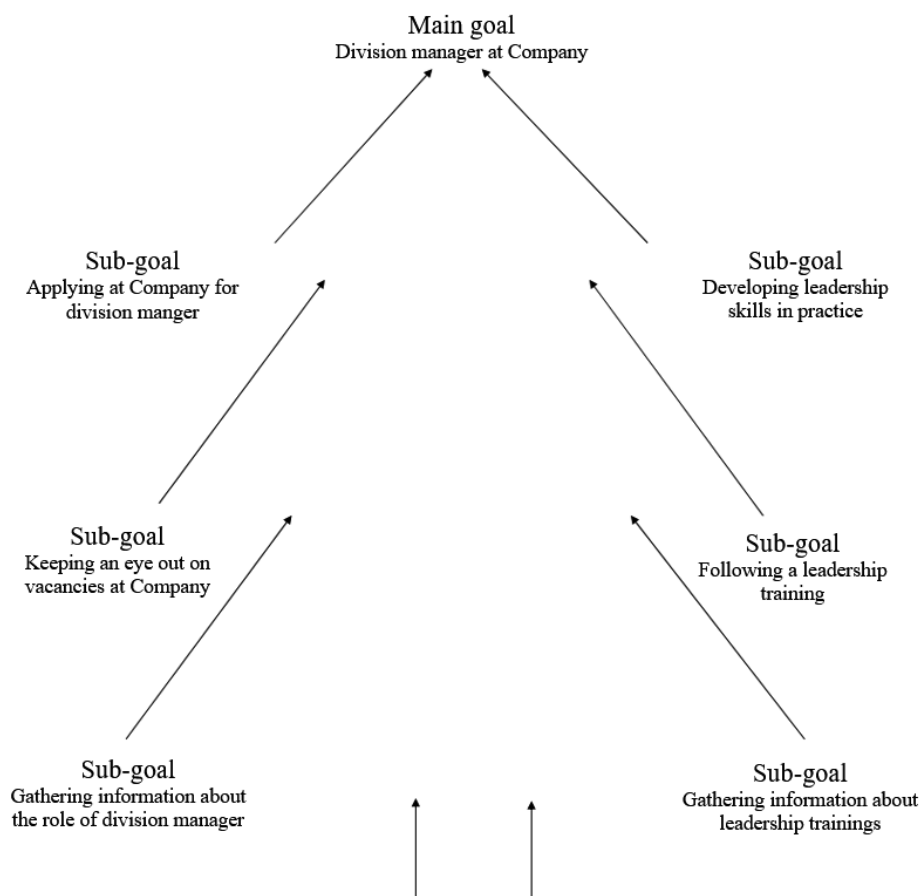 Main goal
Division manager at Company
Sub-goal
Applying at Company for
division manger
Sub-goal
Developing leadership
skills in practice
Sub-goal
Keeping an eye out on
vacancies at Company
Sub-goal
Following a leadership
training
Sub-goal
Gathering information about
the role of division manager
Sub-goal
Gathering information about
leadership trainings